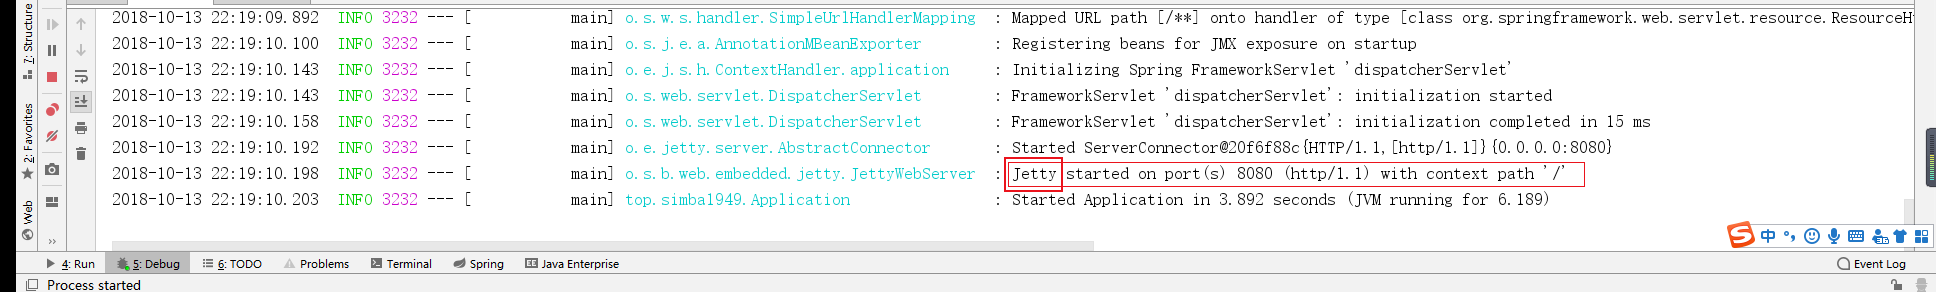 7: Structure
2: Favorites
Web
2018-10-13 22:19:09.892 INFO 3232 --- [ main] o.s.w.s.handler.SimpleUrlHandlerMapping : Mapped URL path [/**] onto handler of type [class org.springframework.web.servlet.resource.ResourceH
2018-10-13 22:19:10.100 INFO 3232 --- [ main] o.s.j.e.a.AnnotationMBeanExporter : Registering beans for JMX exposure on startup
2018-10-13 22:19:10.143 INFO 3232 --- [ main] o.e.j.s.h.ContextHandler.application : Initializing Spring FrameworkServlet 'dispatcherServlet'
2018-10-13 22:19:10.143 INFO 3232 --- [ main] o.s.web.servlet.DispatcherServlet : FrameworkServlet 'dispatcherServlet': initialization started
2018-10-13 22:19:10.158 INFO 3232 --- [ main] o.s.web.servlet.DispatcherServlet : FrameworkServlet 'dispatcherServlet': initialization completed in 15 ms
2018-10-13 22:19:10.192 INFO 3232 --- [ main] o.e.jetty.server.AbstractConnector : Started ServerConnector@20f6f88c{HTTP/1.1,[http/1.1]}{0.0.0.0:8080}
2018-10-13 22:19:10.198 INFO 3232 --- [ main] o.s.b.web.embedded.jetty.JettyWebServer : Jetty started on port(s) 8080 (http/1.1) with context path '/'
2018-10-13 22:19:10.203 INFO 3232 --- [ main] top.simba1949.Application : Started Application in 3.892 seconds (JVM running for 6.189)
S 中
4: Run 5: Debug 6: TODO Problems Terminal Spring Java Enterprise Event Log
Process started